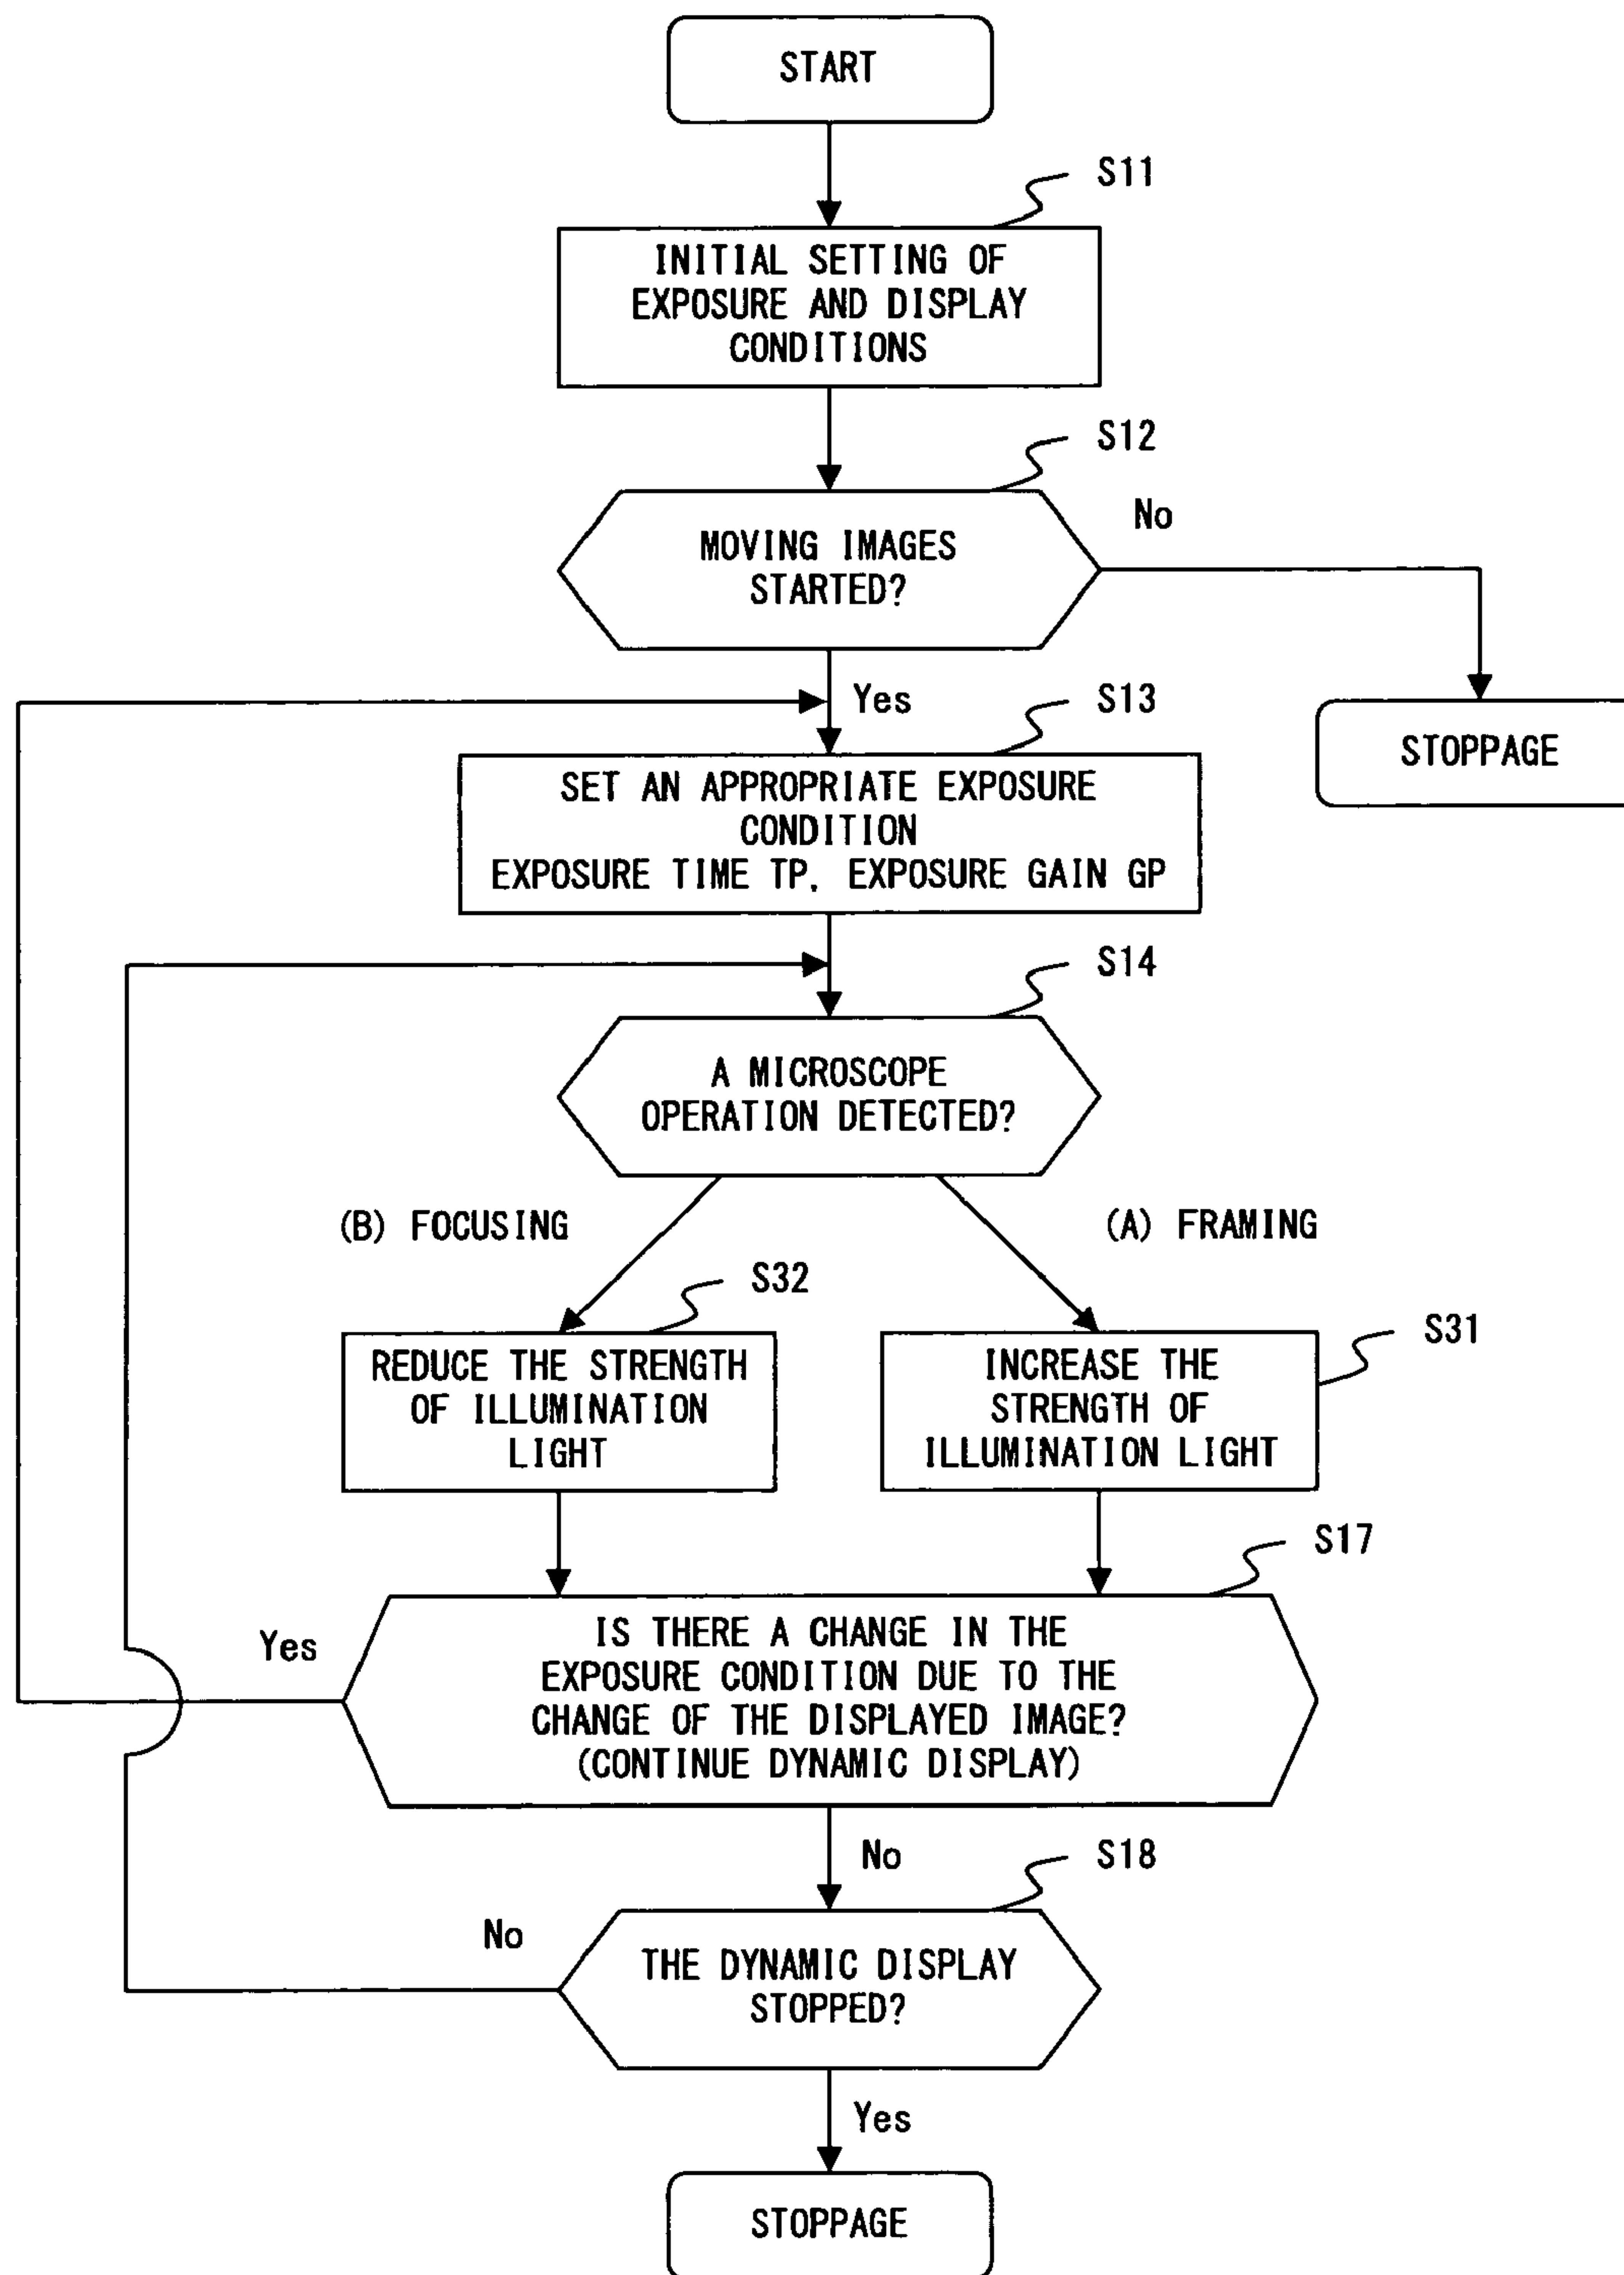 START
S11
INITIAL SETTING OF
EXPOSURE AND DISPLAY
CONDITIONS
S12
MOVING IMAGES
STARTED?
No
Yes
S13
STOPPAGE
SET AN APPROPRIATE EXPOSURE
CONDITION
EXPOSURE TIME TP. EXPOSURE GAIN GP
S14
A MICROSCOPE
OPERATION DETECTED?
(B) FOCUSING
(A) FRAMING
S32
REDUCE THE STRENGTH
OF ILLUMINATION
LIGHT
S31
INCREASE THE
STRENGTH OF
ILLUMINATION LIGHT
S17
Yes
IS THERE A CHANGE IN THE
EXPOSURE CONDITION DUE TO THE
CHANGE OF THE DISPLAYED IMAGE?
(CONTINUE DYNAMIC DISPLAY)
No
S18
No
THE DYNAMIC DISPLAY
STOPPED?
Yes
STOPPAGE